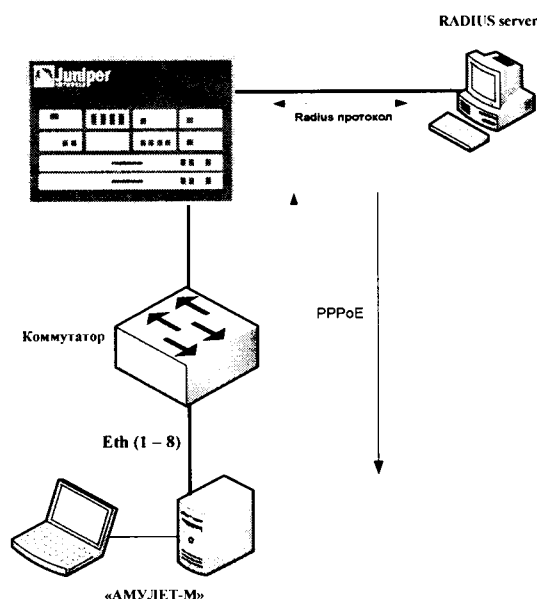 RADIUS server
Juniper
Radius протокол
PPPoE
Коммутатор
Eth (1 – 8)
«АМУЛЕТ-М»